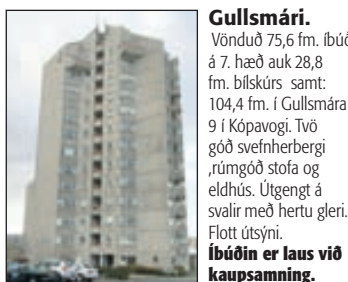 Gullsmári.
Vönduð 75,6 fm.
á 7. hæð auk 28,8
fm. bílskúrs samt:
104,4 fm. í Gullsmára
9 í Kópavogi. Tvö
góð svefnherbergi
,rúmgóð stofa og
eldhús. Útgengt á
svalir með hertu gleri.
Flott útsýni.
Íbúðin er laus við
kaupsamning.